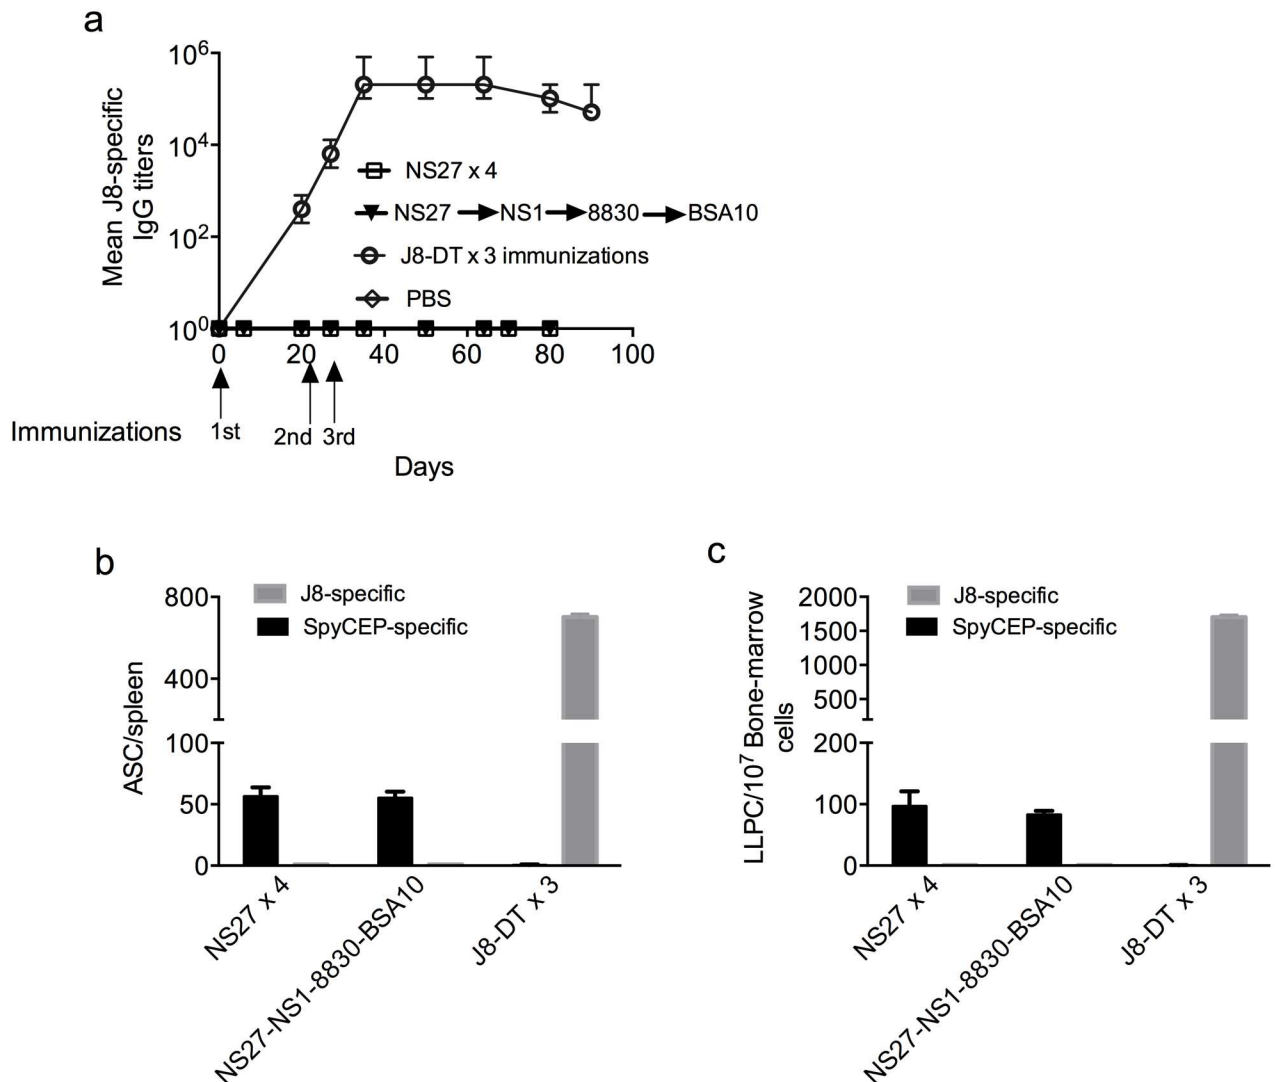 a
Mean J8-specific
IgG titers
10⁶
10⁴
10²
10⁰
NS27 x 4
NS27 NS1 8830 BSA10
J8-DT x 3 immunizations
PBS
0 20 40 60 80 100
Immunizations 1st 2nd 3rd
Days
b
ASC/spleen
800
400
100
50
0
J8-specific
SpyCEP-specific
NS27 x 4
NS27-NS1-8830-BSA10
J8-DT x 3
c
LLPC/10⁷ Bone-marrow
cells
2000
1500
1000
500
200
100
0
J8-specific
SpyCEP-specific
NS27 x 4
NS27-NS1-8830-BSA10
J8-DT x 3